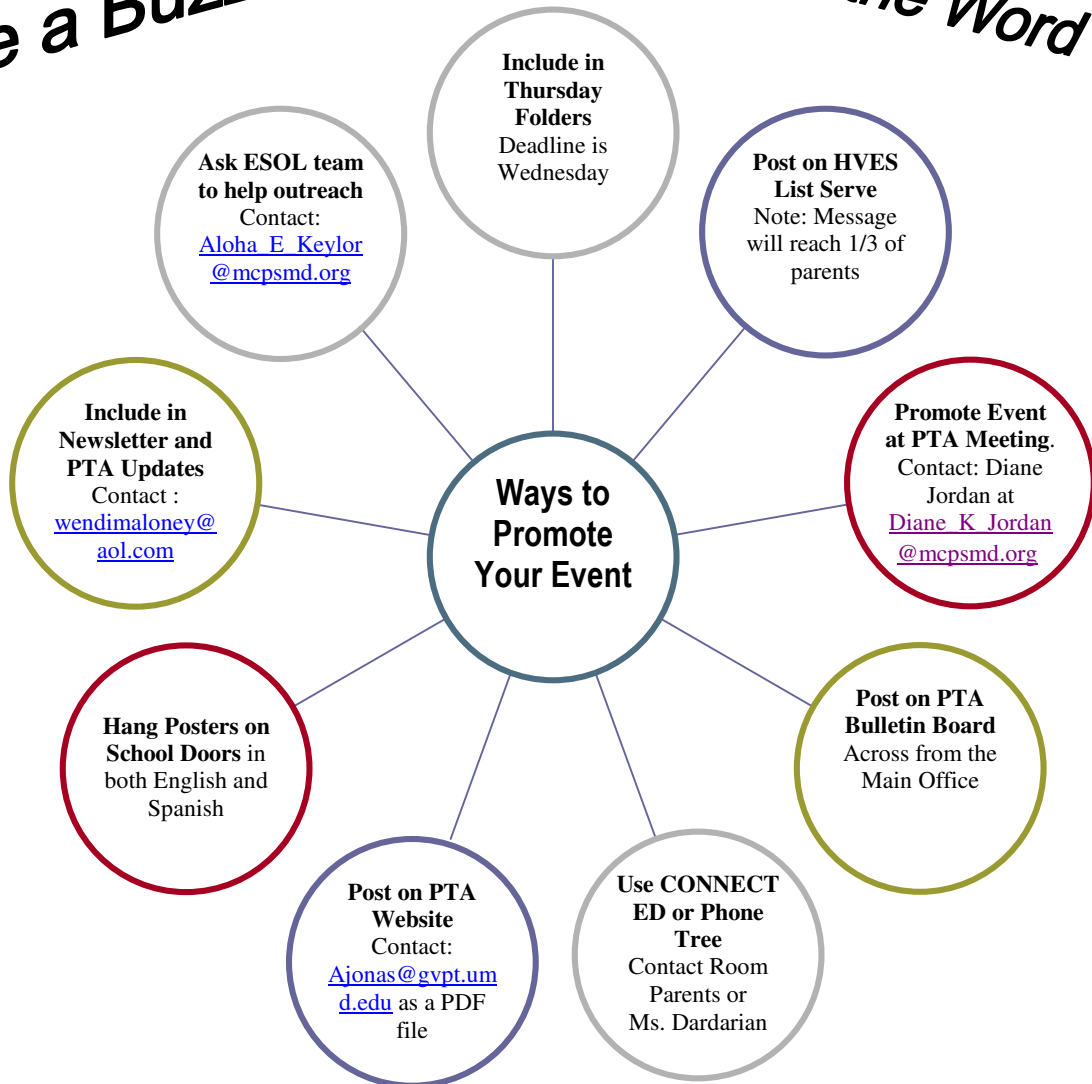 e a Buzz
the Word
Include in
Thursday
Folders
Deadline is
Wednesday
Post on HVES
List Serve
Note: Message
will reach 1/3 of
parents
Promote Event
at PTA Meeting.
Contact: Diane
Jordan at
Diane_K_Jordan
@mcpsmd.org
Post on PTA
Bulletin Board
Across from the
Main Office
Use CONNECT
ED or Phone
Tree
Contact Room
Parents or
Ms. Dardarian
Post on PTA
Website
Contact:
Ajonas@gvpt.um
d.edu as a PDF
file
Hang Posters on
School Doors in
both English and
Spanish
Include in
Newsletter and
PTA Updates
Contact :
wendimaloney@
aol.com
Ask ESOL team
to help outreach
Contact:
Aloha_E_Keylor
@mcpsmd.org
Ways to
Promote
Your Event